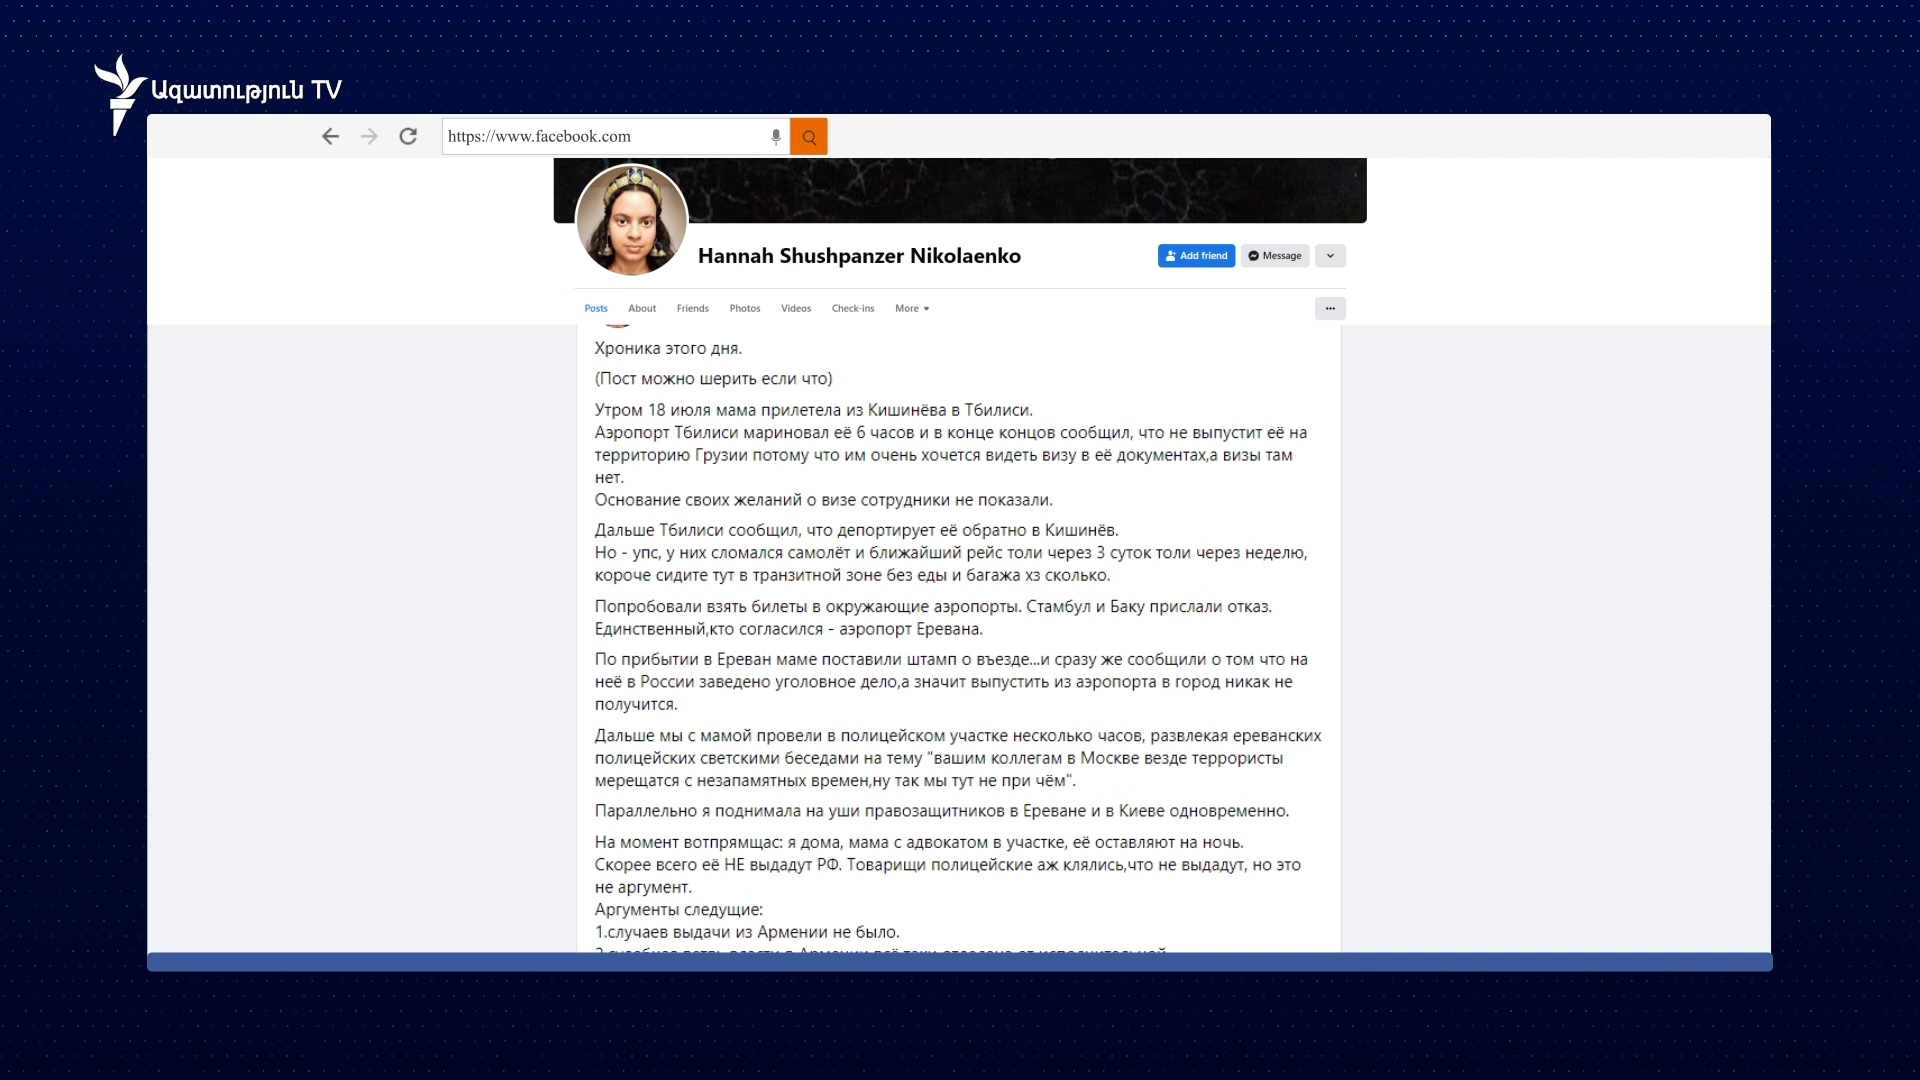 Ազատություն TV
https://www.facebook.com
Hannah Shushpanzer Nikolaenko
Add friend
Message
Posts About Friends Photos Videos Check-ins More
Хроника этого дня.
(Пост можно шерить если что)
Утром 18 июля мама прилетела из Кишинёва в Тбилиси.
Аэропорт Тбилиси мариновал её 6 часов и в конце концов сообщил, что не выпустит её на
территорию Грузии потому что им очень хочется видеть визу в её документах,а визы там
нет.
Основание своих желаний о визе сотрудники не показали.
Дальше Тбилиси сообщил, что депортирует её обратно в Кишинёв.
Но - упс, у них сломался самолёт и ближайший рейс толи через 3 суток толи через неделю,
короче сидите тут в транзитной зоне без еды и багажа хз сколько.
Попробовали взять билеты в окружающие аэропорты. Стамбул и Баку прислали отказ.
Единственный,кто согласился - аэропорт Еревана.
По прибытии в Ереван маме поставили штамп о въезде...и сразу же сообщили о том что на
неё в России заведено уголовное дело,а значит выпустить из аэропорта в город никак не
получится.
Дальше мы с мамой провели в полицейском участке несколько часов, развлекая ереванских
полицейских светскими беседами на тему "вашим коллегам в Москве везде террористы
мерещатся с незапамятных времен,ну так мы тут не при чём".
Параллельно я поднимала на уши правозащитников в Ереване и в Киеве одновременно.
На момент вотпрямщас: я дома, мама с адвокатом в участке, её оставляют на ночь.
Скорее всего её НЕ выдадут РФ. Товарищи полицейские аж клялись,что не выдадут, но это
не аргумент.
Аргументы следущие:
1.случаев выдачи из Армении не было.
2.судебная ветвь власти в Армении всё таки отделена от исполнительной